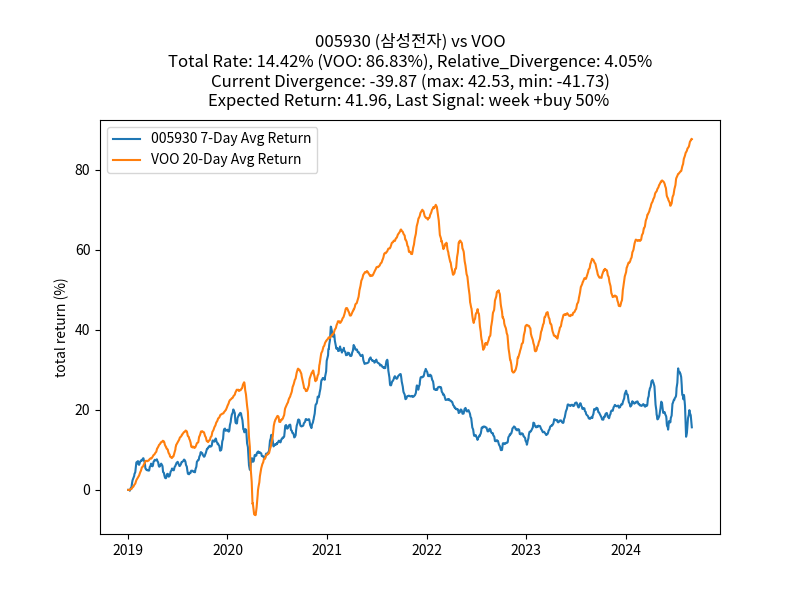 005930 (삼성전자) vs VOO
Total Rate: 14.42% (VOO: 86.83%), Relative_Divergence: 4.05%
Current Divergence: -39.87 (max: 42.53, min: -41.73)
Expected Return: 41.96, Last Signal: week +buy 50%
005930 7-Day Avg Return
VOO 20-Day Avg Return
total return (%)
80
60
40
20
0
2019 2020 2021 2022 2023 2024